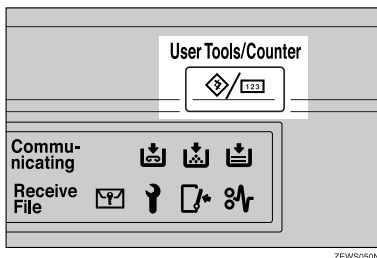 User Tools/Counter
123
Commu-
nicating
Receive
File
ZEWS050N